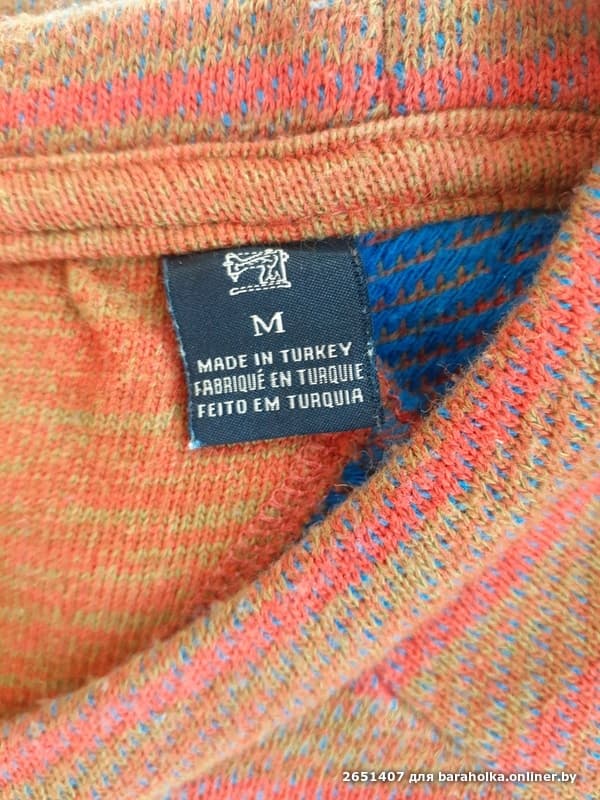 M
MADE IN TURKEY
FABRIQUÉ EN TURQUIE
FEITO EM TURQUIA
2651407 для baraholka.onliner.by